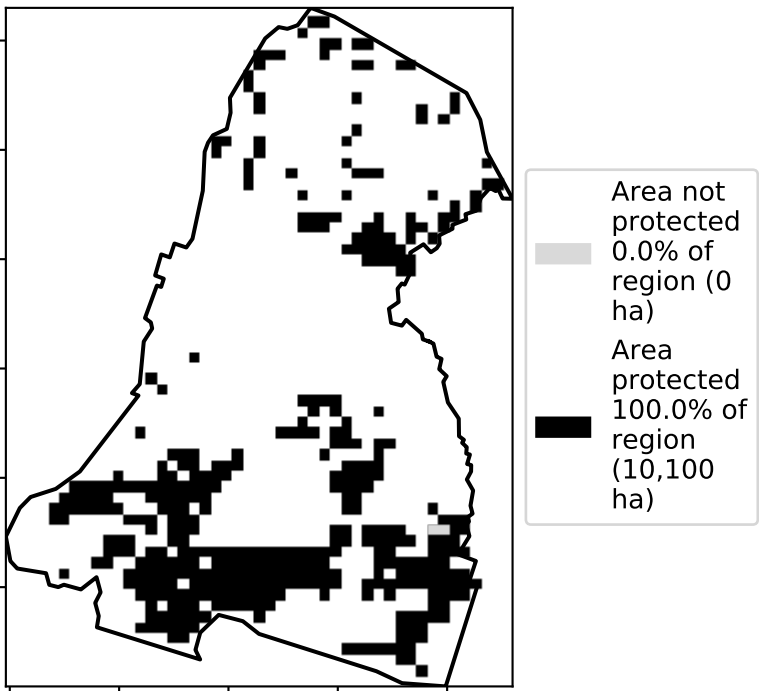 Area not
protected
0.0% of
region (0
ha)
Area
protected
100.0% of
region
(10,100
ha)